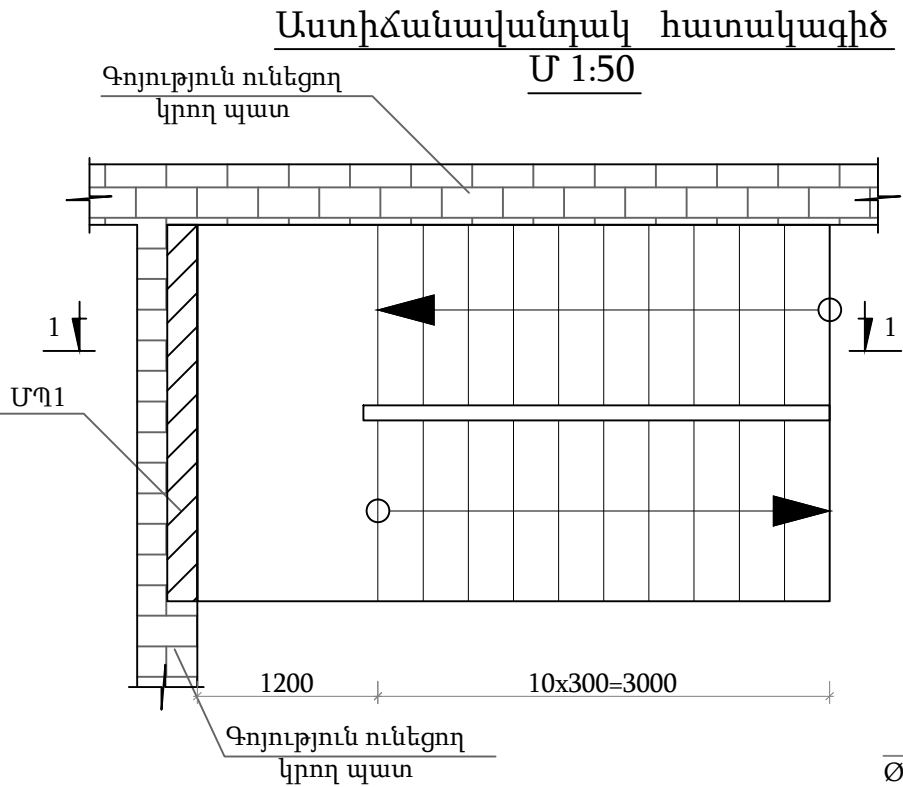 Աստիճանավանդակ հատակագիծ
Մ 1:50
Գոյություն ունեցող
կրող պատ
1
1
ՄՊ1
1200
10x300=3000
Գոյություն ունեցող
կրող պատ
Ø